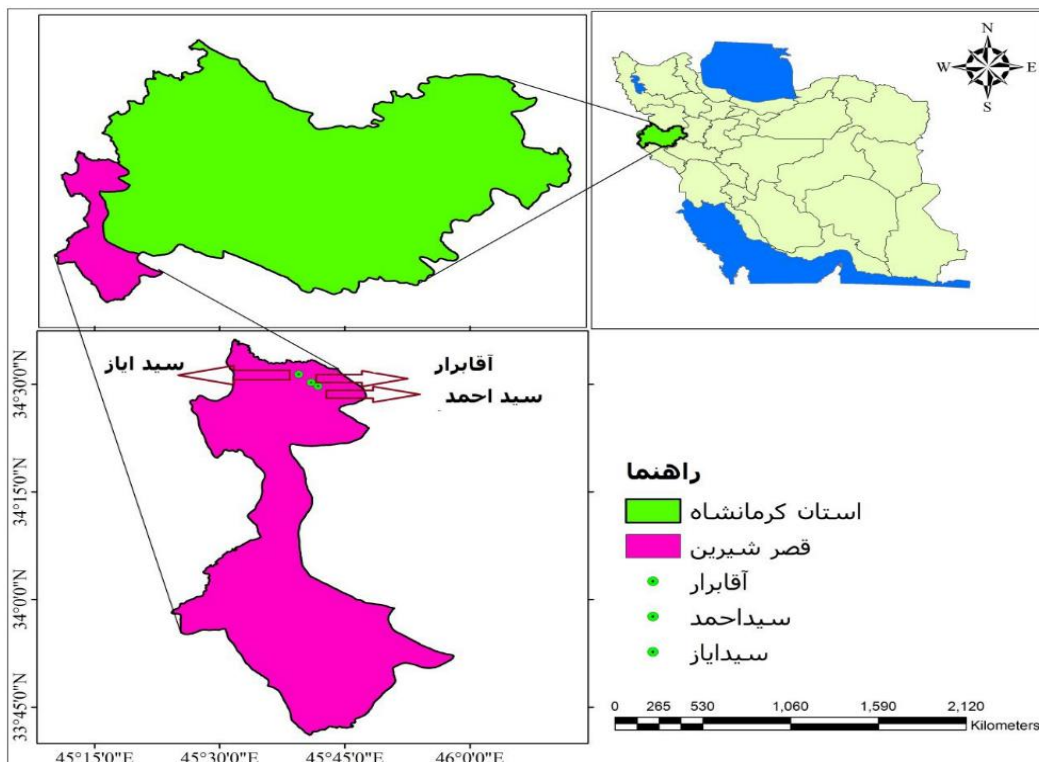 N
W E
S
سید ایاز
آقابرار
سید احمد
34°30'0"N
34°15'0"N
34°0'0"N
33°45'0"N
45°15'0"E 45°30'0"E 45°45'0"E 46°0'0"E
راهنما
استان کرمانشاه
قصر شیرین
آقابرار
سیداحمد
سیدایاز
0 265 530 1,060 1,590 2,120
Kilometers